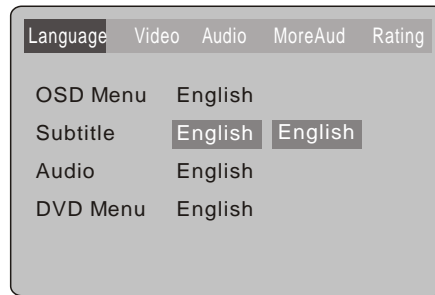 Language Video Audio MoreAud Rating
OSD Menu English
Subtitle English English
Audio English
DVD Menu English